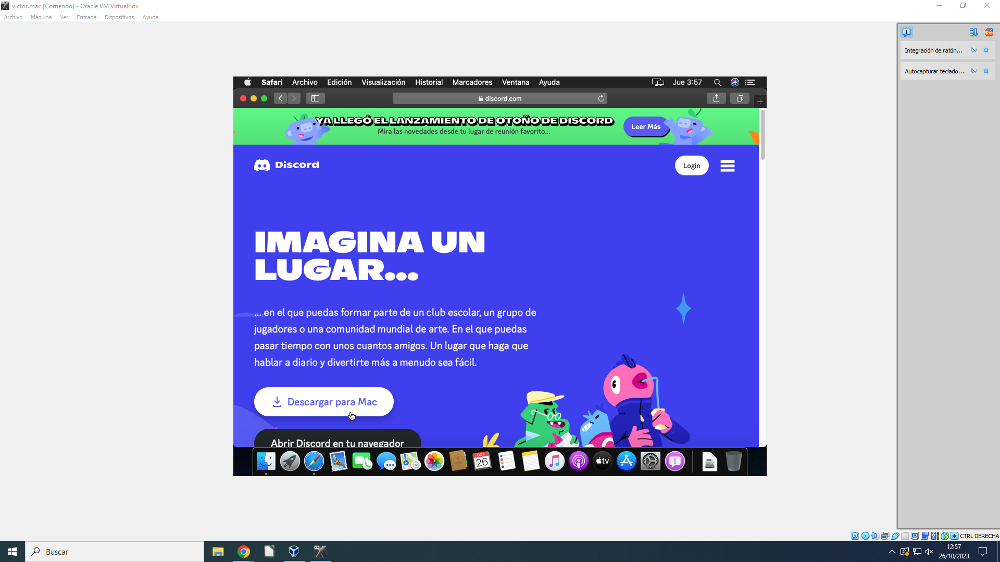 victor.mac [Corriendo] - Oracle VM VirtualBox
Archivo Máquina Ver Entrada Dispositivos Ayuda
Integración de ratón...
Autocapturar teclado...
Safari Archivo Edición Visualización Historial Marcadores Ventana Ayuda Jue 3:57
discord.com
YA LLEGÓ EL LANZAMIENTO DE OTOÑO DE DISCORD
Mira las novedades desde tu lugar de reunión favorito...
Leer Más
Discord
Login
IMAGINA UN
LUGAR...
... en el que puedas formar parte de un club escolar, un grupo de
jugadores o una comunidad mundial de arte. En el que puedas
pasar tiempo con unos cuantos amigos. Un lugar que haga que
hablar a diario y divertirte más a menudo sea fácil.
Descargar para Mac
Abrir Discord en tu navegador
OCT
26
tv
CTRL DERECHA
Buscar
64
12:57
26/10/2023